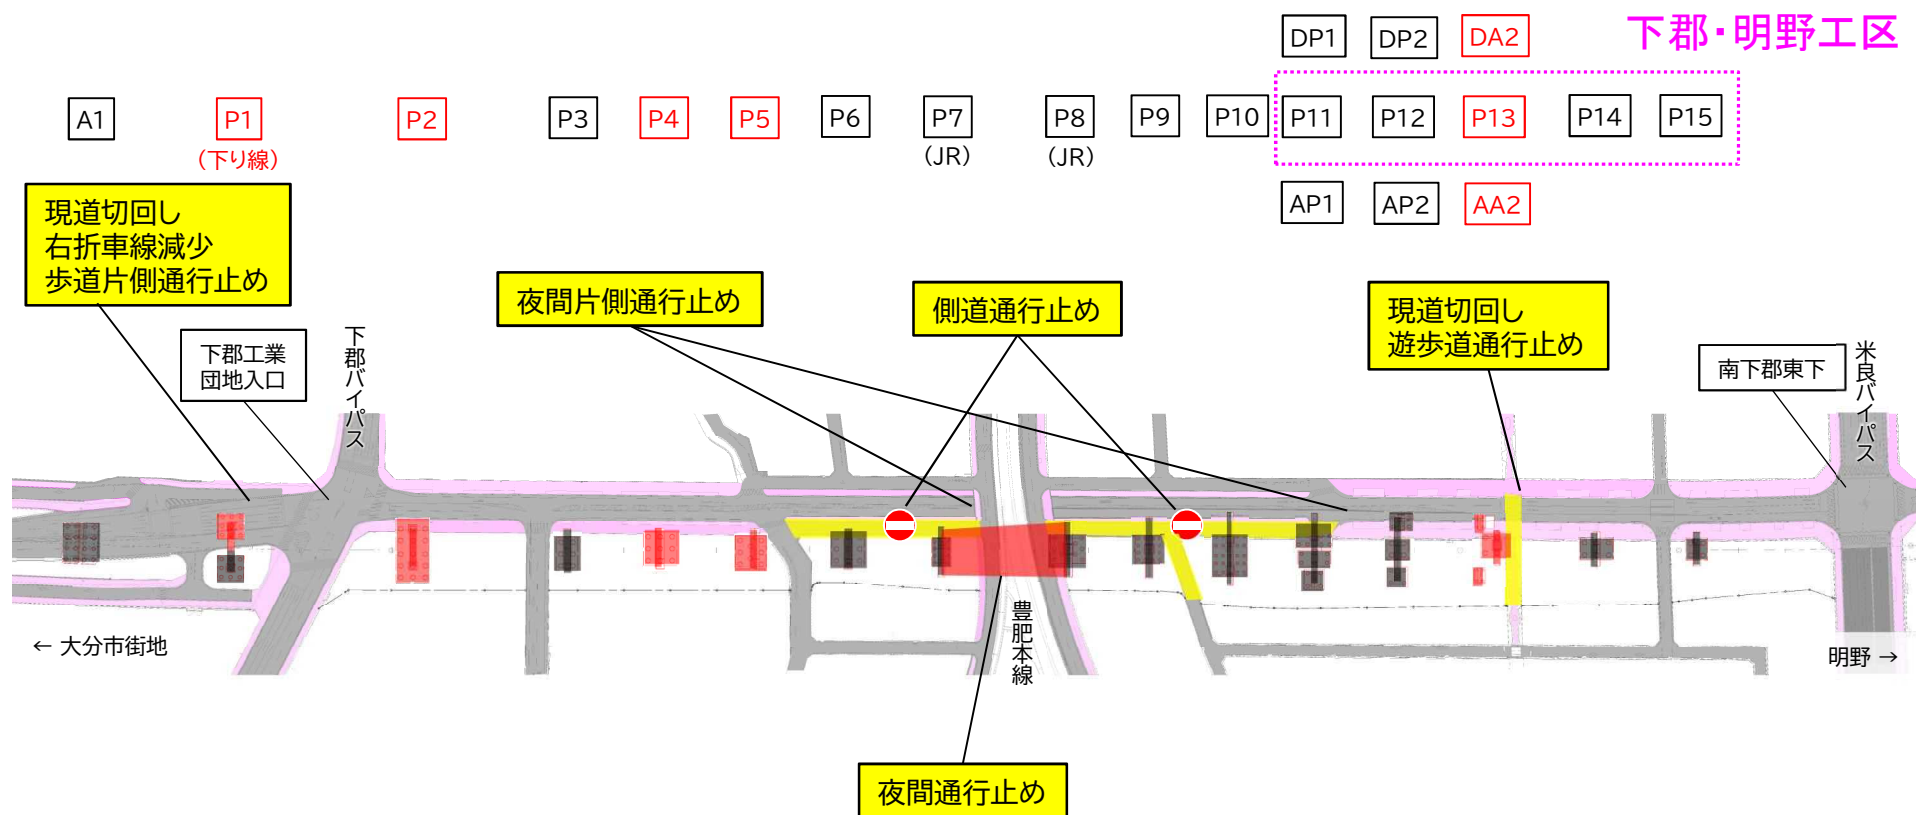 下郡・明野工区
DP1
DP2
DA2
A1
P1
P2
P3
P4
P5
P6
P7
P8
P9
P10
P11
P12
P13
P14
P15
(下り線)
(JR)
(JR)
AP1
AP2
AA2
現道切回し
右折車線減少
歩道片側通行止め
夜間片側通行止め
側道通行止め
現道切回し
遊歩道通行止め
下郡工業
団地入口
下郡バイパス
南下郡東下
米良バイパス
← 大分市街地
豊肥本線
明野 →
夜間通行止め